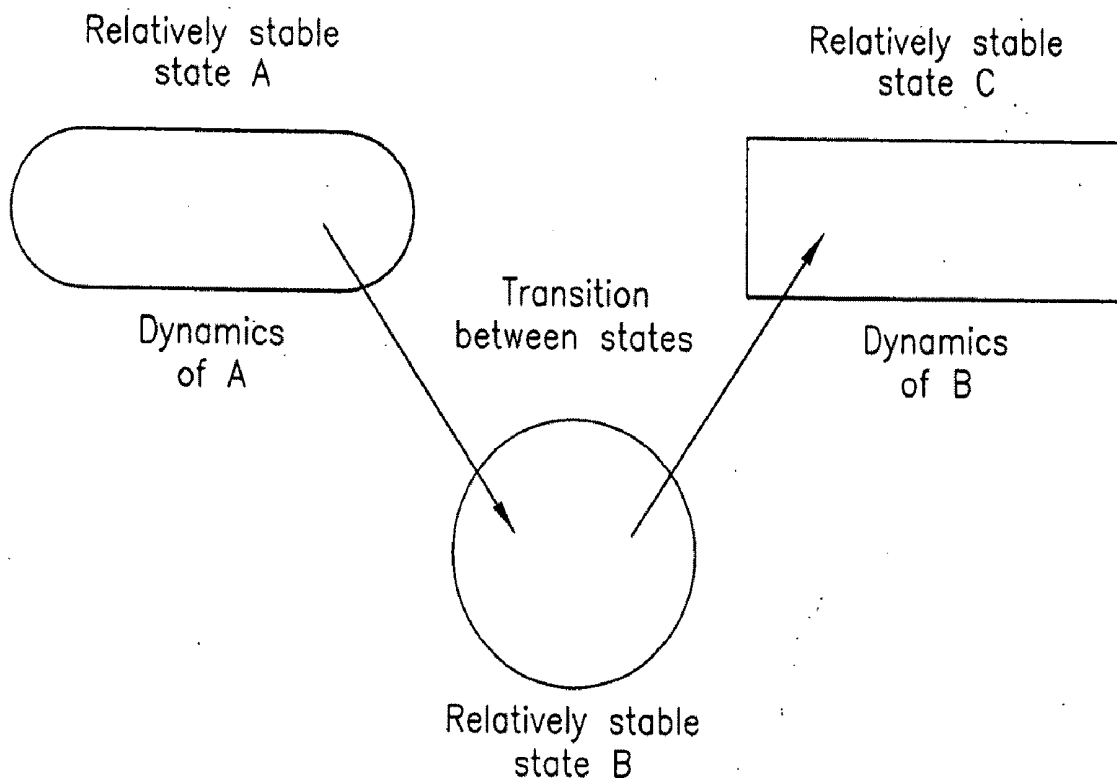 Relatively stable
state A
Dynamics
of A
Transition
between states
Relatively stable
state B
Relatively stable
state C
Dynamics
of B